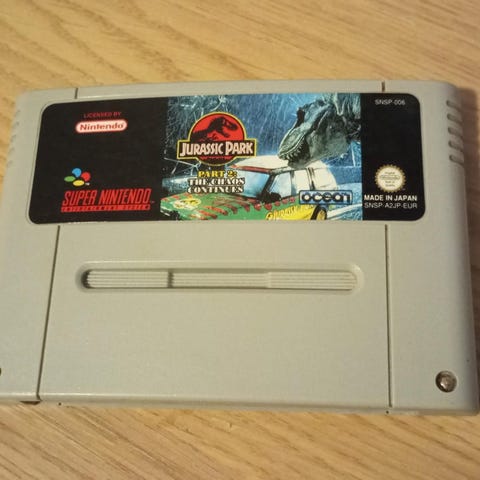 LICENSED BY
Nintendo
SNSP-006
JURASSIC PARK
PART 2:
THE CHAOS
CONTINUES
SUPER NINTENDO
ENTERTAINMENT SYSTEM
ocean
MADE IN JAPAN
SNSP-A2JP-EUR